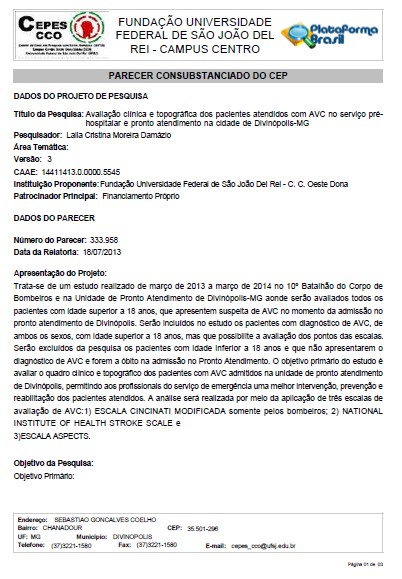 CEPES
CCO
FUNDAÇÃO UNIVERSIDADE
FEDERAL DE SÃO JOÃO DEL
REI - CAMPUS CENTRO
Plataforma
Brasil
PARECER CONSUBSTANCIADO DO CEP
DADOS DO PROJETO DE PESQUISA
Título da Pesquisa: Avaliação clínica e topográfica dos pacientes atendidos com AVC no serviço pré-
hospitalar e pronto atendimento na cidade de Divinópolis-MG
Pesquisador: Laila Cristina Moreira Damázio
Área Temática:
Versão: 3
CAAE: 14411413.0.0000.5545
Instituição Proponente: Fundação Universidade Federal de São João Del Rei - C. C. Oeste Dona
Patrocinador Principal: Financiamento Próprio
DADOS DO PARECER
Número do Parecer: 333.958
Data da Relatoria: 18/07/2013
Apresentação do Projeto:
Trata-se de um estudo realizado de março de 2013 a março de 2014 no 10º Batalhão do Corpo de
Bombeiros e na Unidade de Pronto Atendimento de Divinópolis-MG aonde serão avaliados todos os
pacientes com idade superior a 18 anos, que apresentem suspeita de AVC no momento da admissão no
pronto atendimento de Divinópolis. Serão incluídos no estudo os pacientes com diagnóstico de AVC, de
ambos os sexos, com idade superior a 18 anos, mas que possibilite a avaliação dos pontos das escalas.
Serão excluídos da pesquisa os pacientes com idade inferior a 18 anos e que não apresentarem o
diagnóstico de AVC e forem a óbito na admissão no Pronto Atendimento. O objetivo primário do estudo é
avaliar o quadro clínico e topográfico dos pacientes com AVC admitidos na unidade de pronto atendimento
de Divinópolis, permitindo aos profissionais do serviço de emergência uma melhor intervenção, prevenção e
reabilitação dos pacientes atendidos. A análise será realizada por meio da aplicação de três escalas de
avaliação de AVC:1) ESCALA CINCINATI MODIFICADA somente pelos bombeiros; 2) NATIONAL
INSTITUTE OF HEALTH STROKE SCALE e
3)ESCALA ASPECTS.
Objetivo da Pesquisa:
Objetivo Primário:
Endereço: SEBASTIAO GONCALVES COELHO
Bairro: CHANADOUR CEP: 35.501-296
UF: MG Município: DIVINOPOLIS
Telefone: (37)3221-1580 Fax: (37)3221-1580 E-mail: cepes_cco@ufsj.edu.br
Página 01 de 03